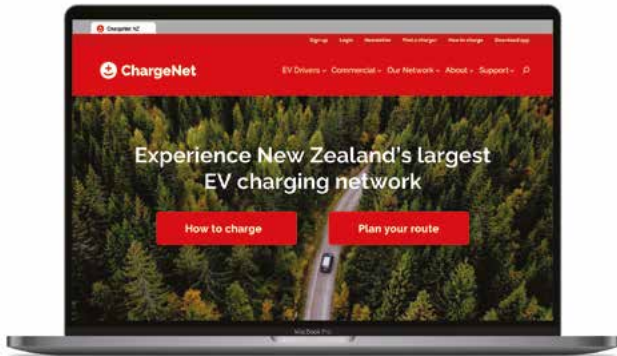 ChargeNet NZ
Sign up Login Newsletter Find a charger How to charge Download app
ChargeNet
EV Drivers Commercial Our Network About Support
Experience New Zealand's largest
EV charging network
How to charge
Plan your route
MacBook Pro